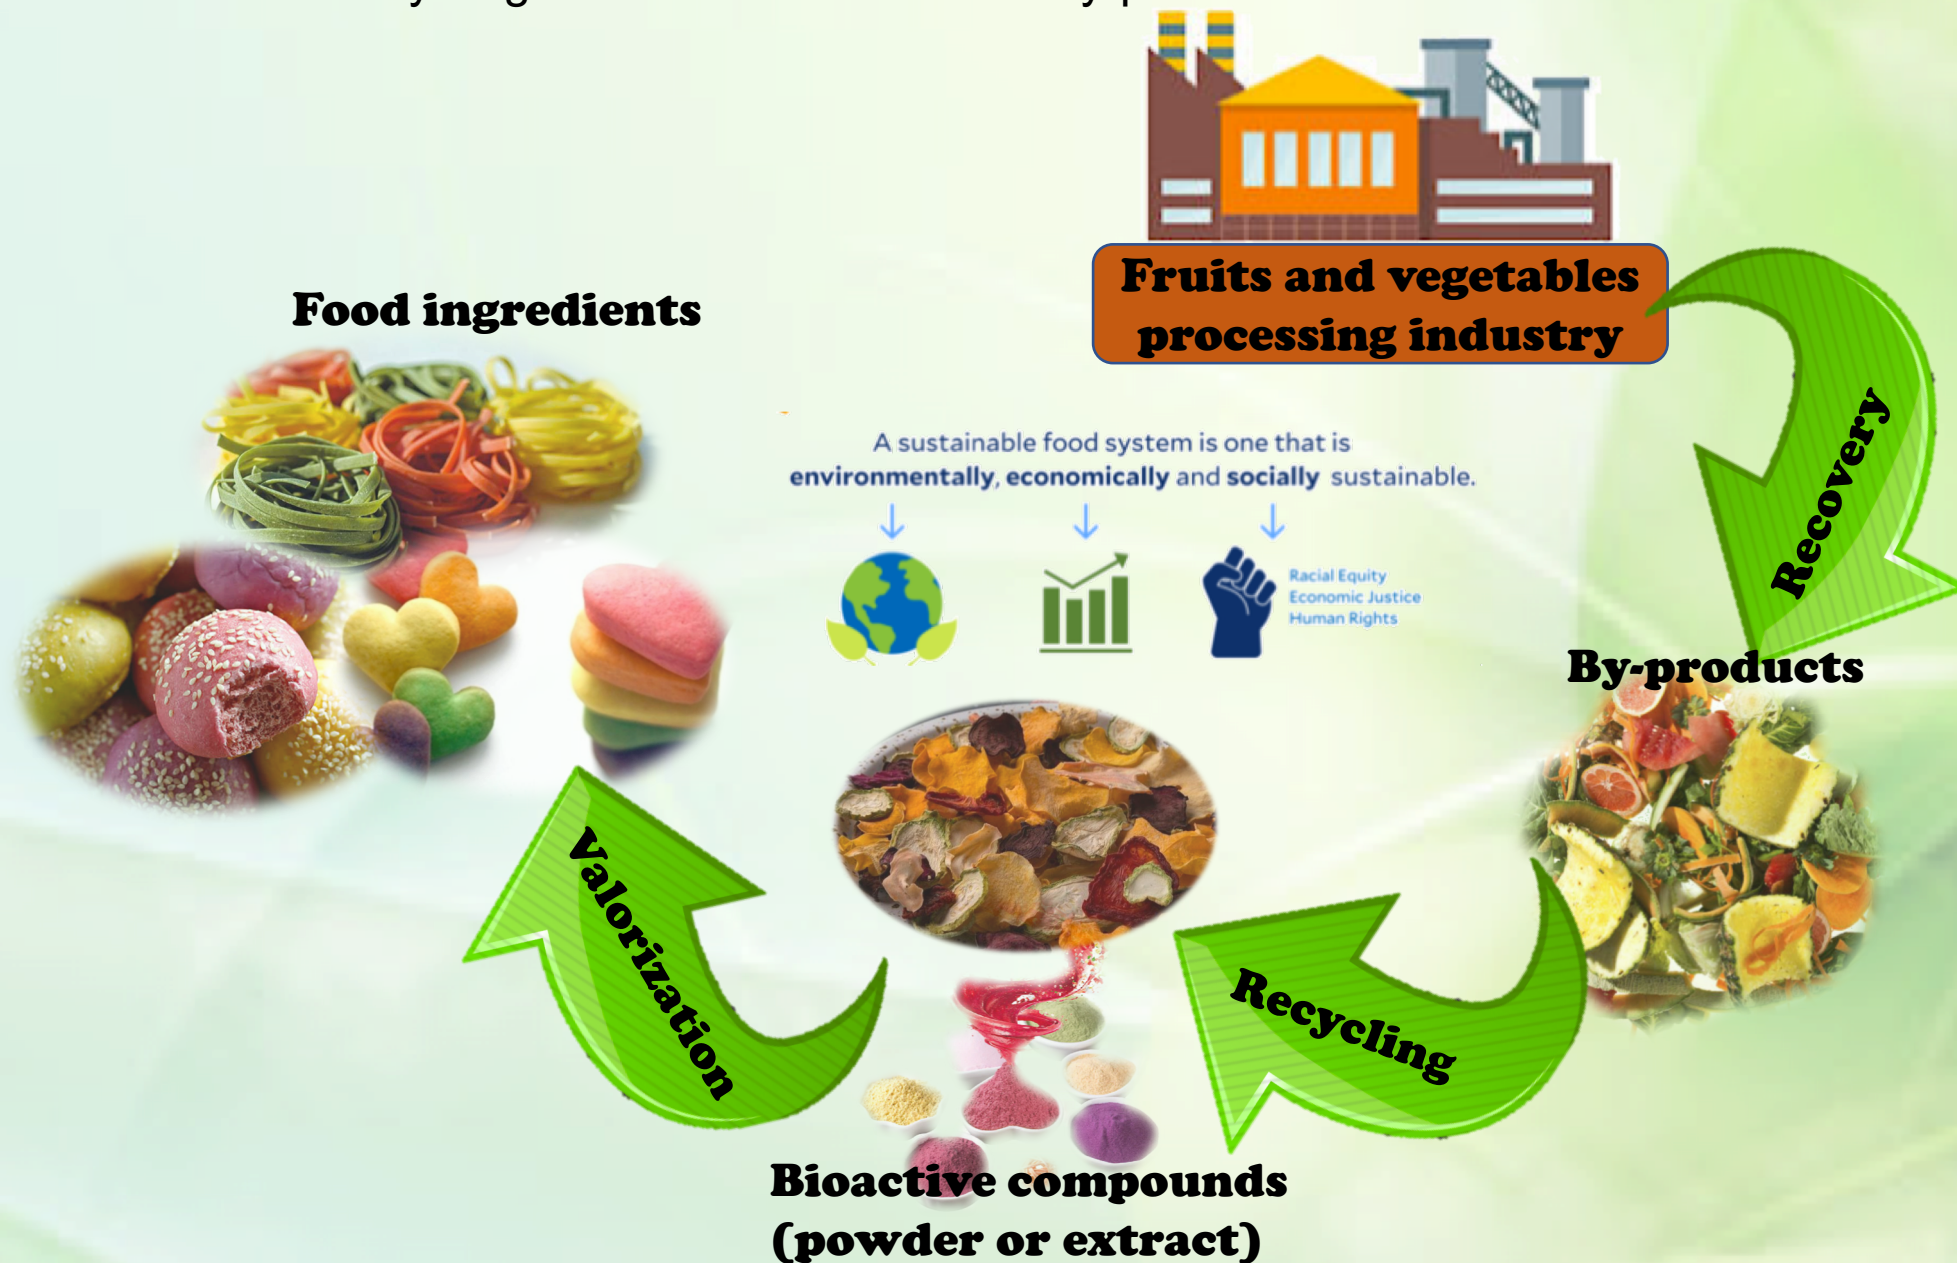 Fruits and vegetables
processing industry
Food ingredients
Recovery
A sustainable food system is one that is
environmentally, economically and socially sustainable.
Racial Equity
Economic Justice
Human Rights
By-products
Valorization
Recycling
Bioactive compounds
(powder or extract)